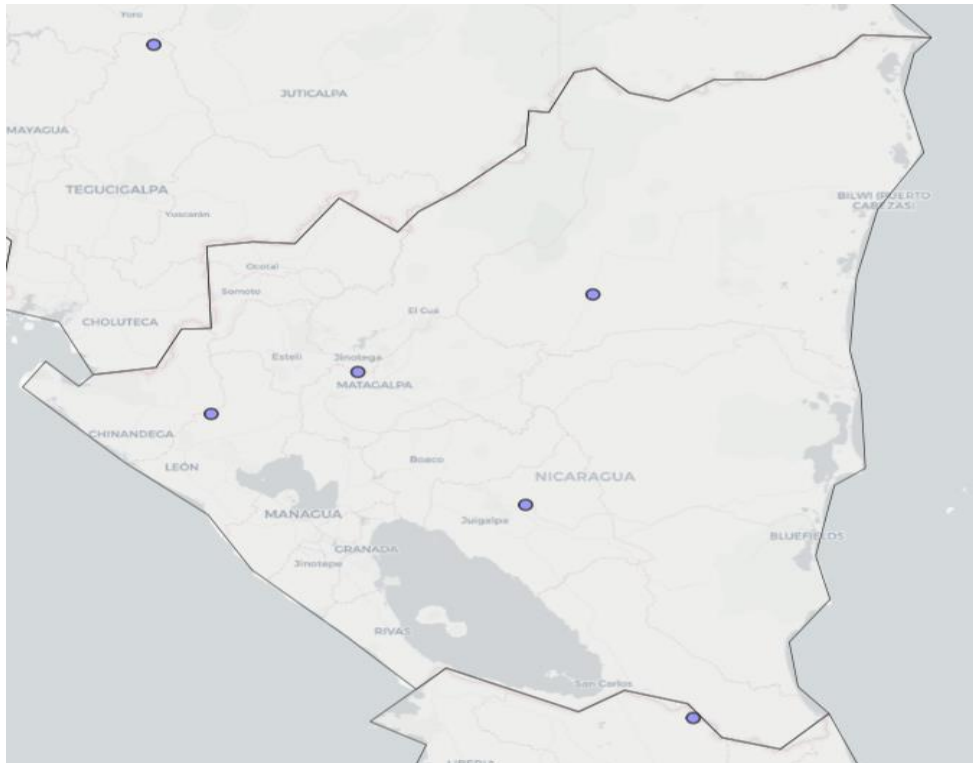 Yoro
JUTICALPA
MAYAGUA
TEGUCIGALPA
Yuscarán
BILWI (PUERTO
CABEZAS)
Ocotal
Somoto
El Cuá
CHOLUTECA
Estelí
Jinotega
MATAGALPA
CHINANDEGA
Boaco
LEÓN
NICARAGUA
MANAGUA
Juigalpa
BLUEFIELDS
GRANADA
Jinotepe
RIVAS
San Carlos
LIBERIA